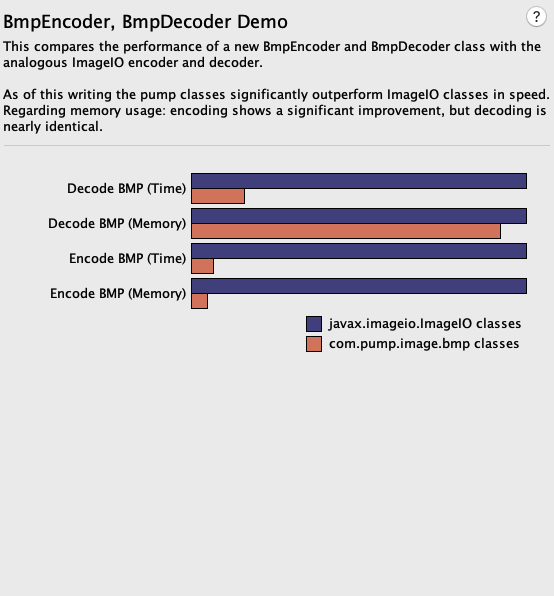 BmpEncoder, BmpDecoder Demo
?
This compares the performance of a new BmpEncoder and BmpDecoder class with the
analogous ImageIO encoder and decoder.
As of this writing the pump classes significantly outperform ImageIO classes in speed.
Regarding memory usage: encoding shows a significant improvement, but decoding is
nearly identical.
Decode BMP (Time)
Decode BMP (Memory)
Encode BMP (Time)
Encode BMP (Memory)
javax.imageio.ImageIO classes
com.pump.image.bmp classes